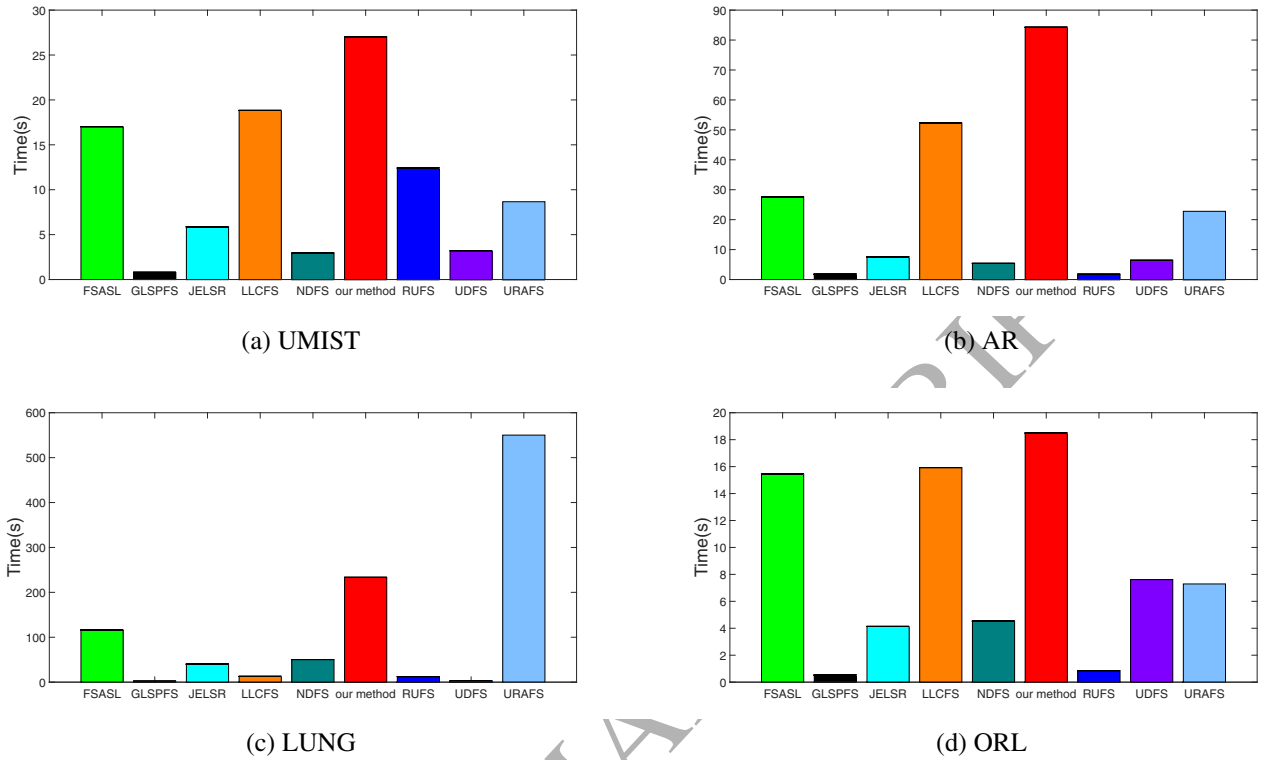 30
25
20
15
10
5
0
Time(s)
FSASL GLSPFS JELSR LLCFS NDFS our method RUFS UDFS URAFS
(a) UMIST
90
80
70
60
50
40
30
20
10
0
Time(s)
FSASL GLSPFS JELSR LLCFS NDFS our method RUFS UDFS URAFS
(b) AR
600
500
400
300
200
100
0
Time(s)
FSASL GLSPFS JELSR LLCFS NDFS our method RUFS UDFS URAFS
(c) LUNG
20
18
16
14
12
10
8
6
4
2
0
Time(s)
FSASL GLSPFS JELSR LLCFS NDFS our method RUFS UDFS URAFS
(d) ORL